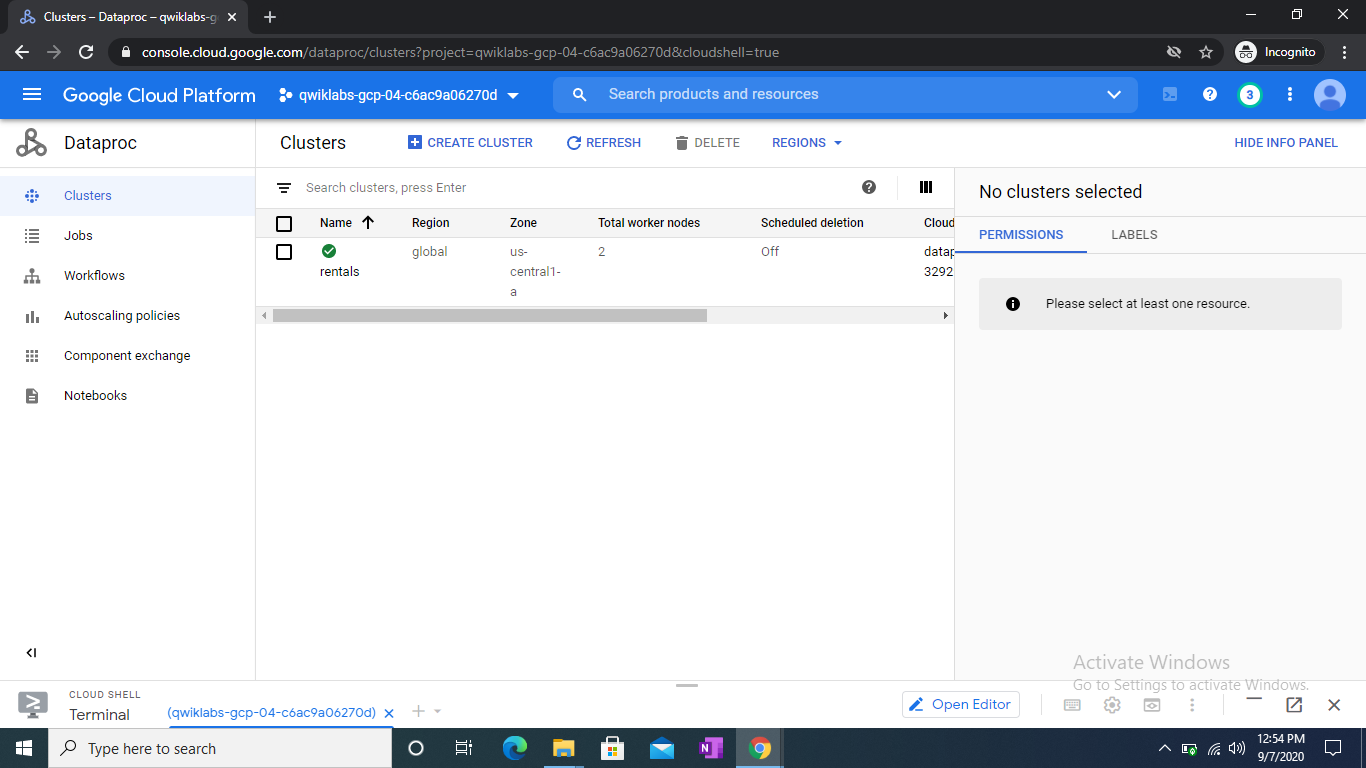 Clusters – Dataproc – qwiklabs-g
console.cloud.google.com/dataproc/clusters?project=qwiklabs-gcp-04-c6ac9a06270d&cloudshell=true
Incognito
Google Cloud Platform
qwiklabs-gcp-04-c6ac9a06270d
Search products and resources
3
Dataproc
Clusters
CREATE CLUSTER
REFRESH
DELETE
REGIONS
HIDE INFO PANEL
Clusters
Jobs
Workflows
Autoscaling policies
Component exchange
Notebooks
Search clusters, press Enter
Name Region Zone Total worker nodes Scheduled deletion Cloud
rentals
global
us-
central1-
a
2
Off
datap
3292
No clusters selected
PERMISSIONS
LABELS
Please select at least one resource.
Activate Windows
Go to Settings to activate Windows.
CLOUD SHELL
Terminal
(qwiklabs-gcp-04-c6ac9a06270d)
Open Editor
Type here to search
12:54 PM
9/7/2020